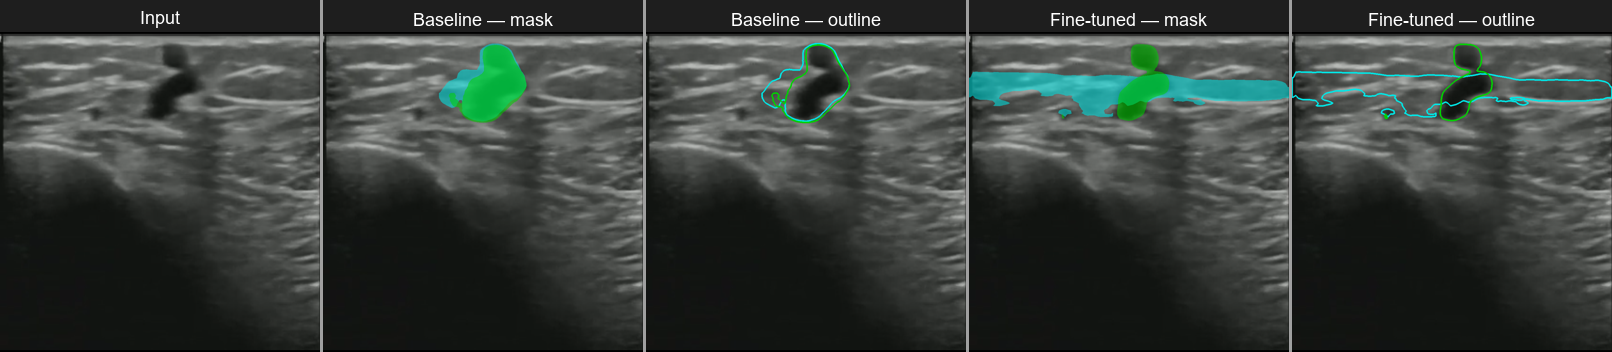 Input
Baseline — mask
Baseline — outline
Fine-tuned — mask
Fine-tuned — outline